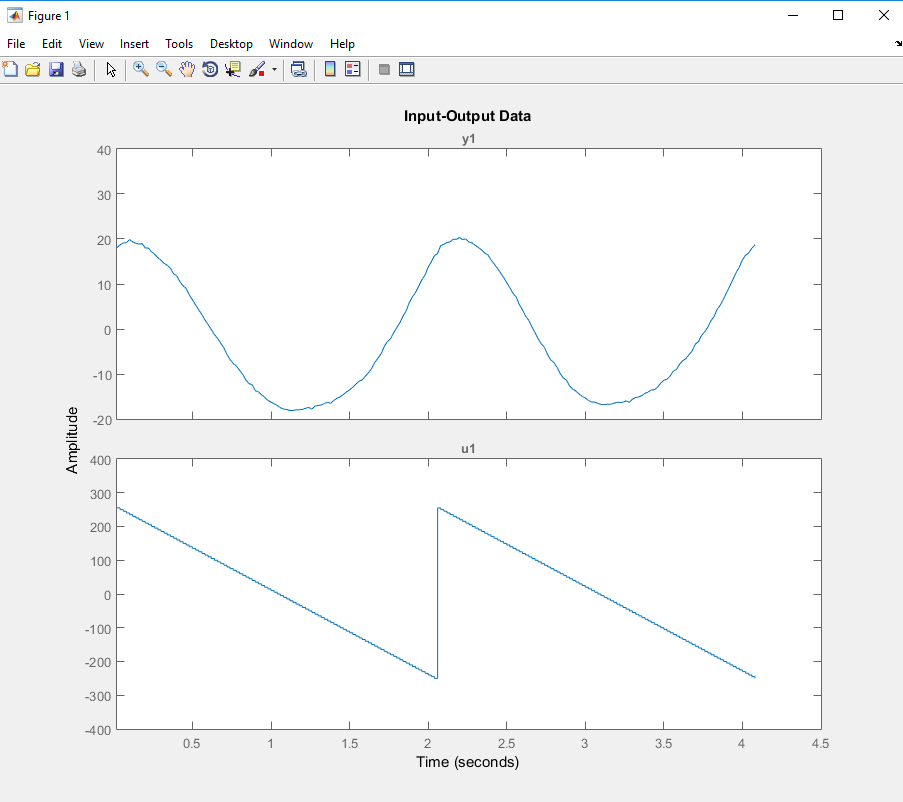 Figure 1
File Edit View Insert Tools Desktop Window Help
Input-Output Data
y1
40
30
20
10
0
-10
-20
Amplitude
u1
400
300
200
100
0
-100
-200
-300
-400
0.5 1 1.5 2 2.5 3 3.5 4 4.5
Time (seconds)